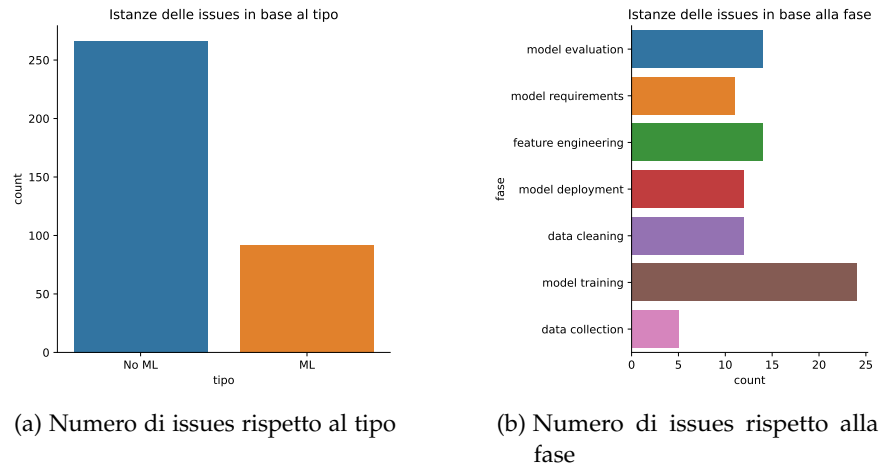 Istanze delle issues in base al tipo
250
200
150
100
50
0
count
No ML
ML
tipo
(a) Numero di issues rispetto al tipo
Istanze delle issues in base alla fase
model evaluation
model requirements
feature engineering
model deployment
data cleaning
model training
data collection
fase
0
5
10
15
20
25
count
(b) Numero di issues rispetto alla
fase